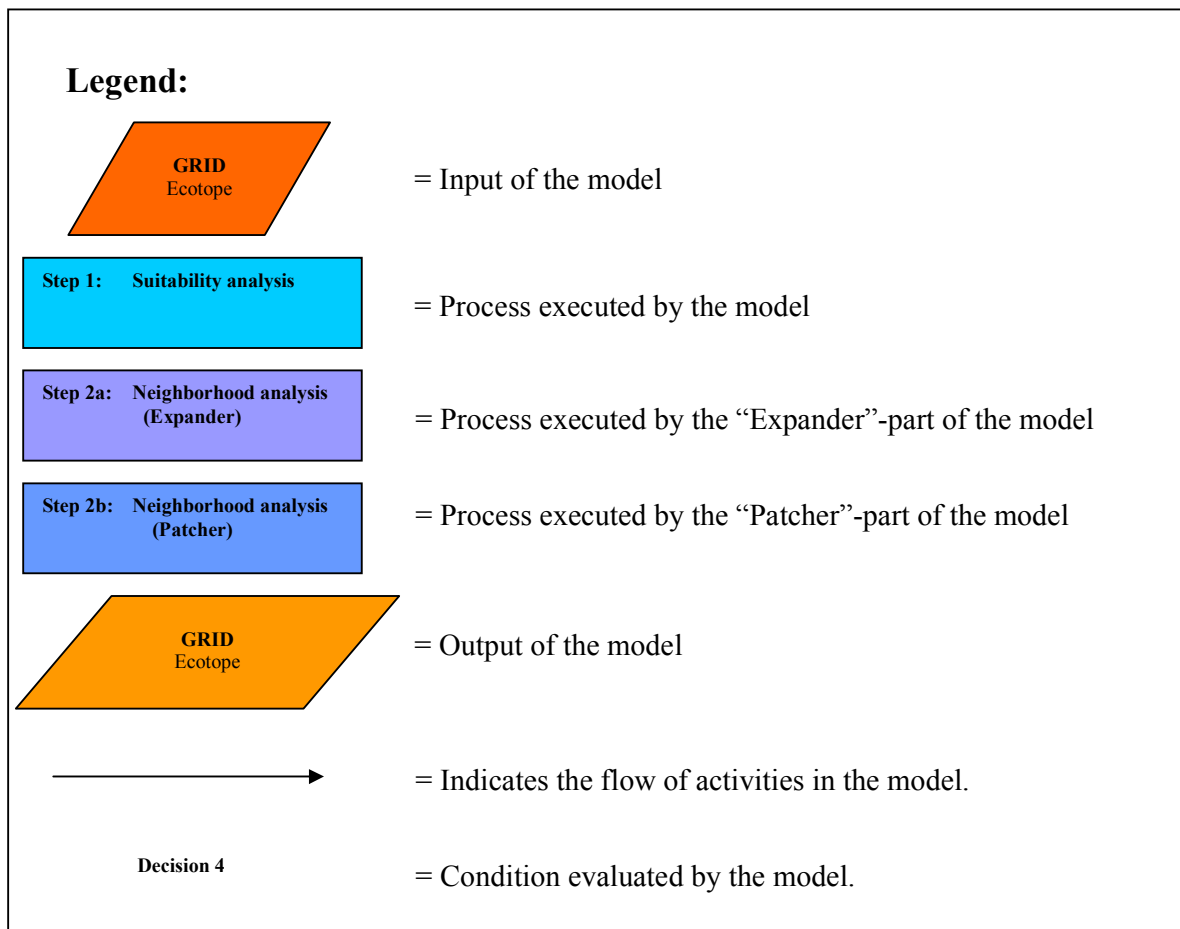 Legend:
GRID
Ecotope
= Input of the model
Step 1: Suitability analysis
= Process executed by the model
Step 2a: Neighborhood analysis
(Expander)
= Process executed by the “Expander”-part of the model
Step 2b: Neighborhood analysis
(Patcher)
= Process executed by the “Patcher”-part of the model
GRID
Ecotope
= Output of the model
= Indicates the flow of activities in the model.
Decision 4
= Condition evaluated by the model.